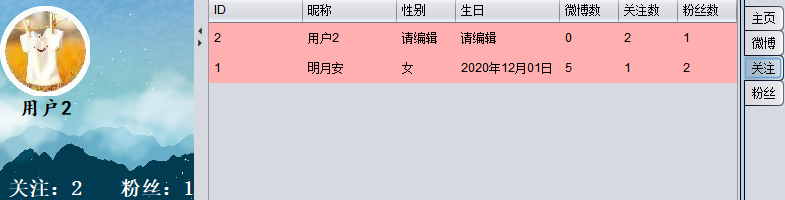 用户2
关注：2 粉丝：1
ID 昵称 性别 生日 微博数 关注数 粉丝数
2 用户2 请编辑 请编辑 0 2 1
1 明月安 女 2020年12月01日 5 1 2
主页
微博
关注
粉丝